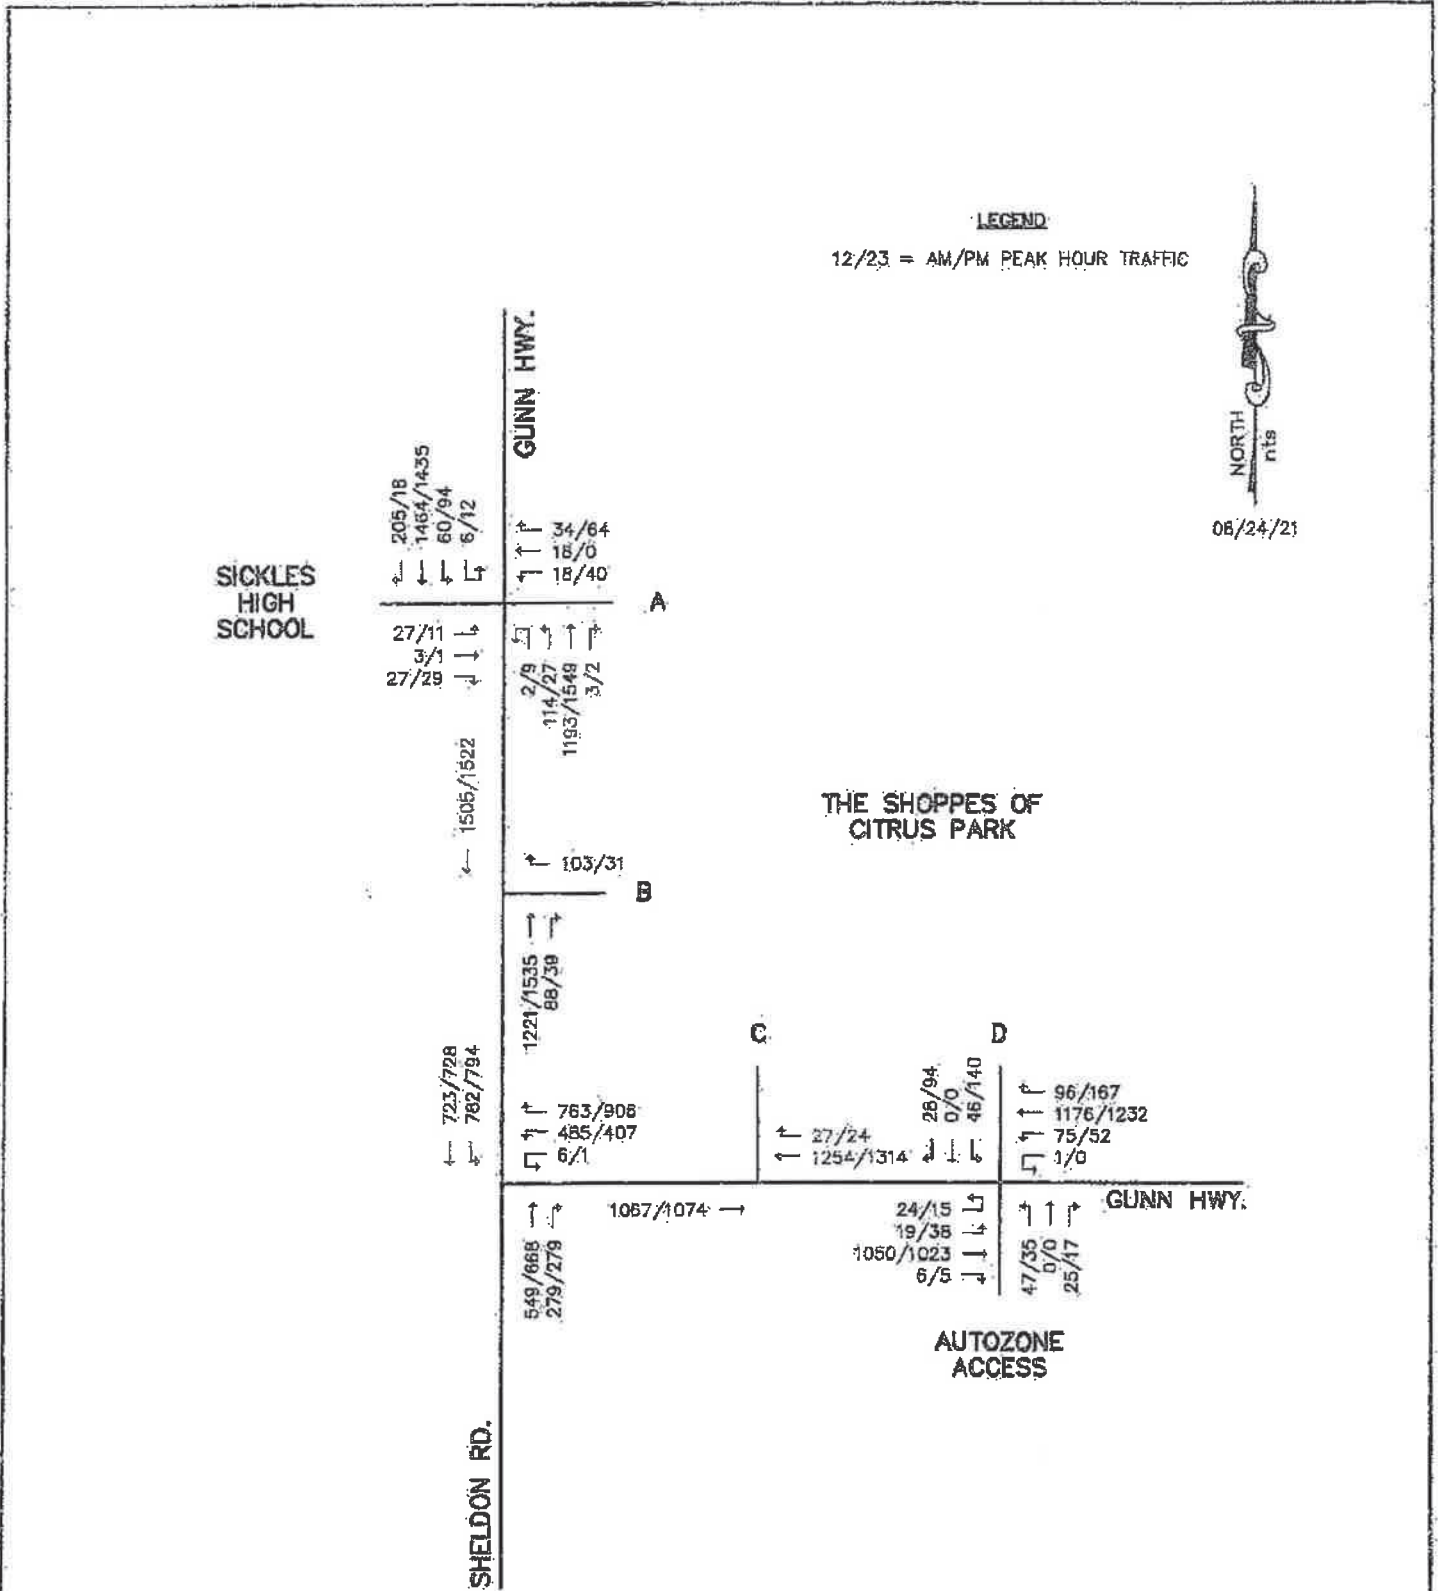 LEGEND
12/23 = AM/PM PEAK HOUR TRAFFIC
NORTH
nts
08/24/21
GUNN HWY.
205/18
1464/1435
60/94
6/12
34/64
18/0
18/40
SICKLES
HIGH
SCHOOL
A
27/11
3/1
27/29
2/9
114/27
1193/1549
3/2
1505/1522
THE SHOPPES OF
CITRUS PARK
103/31
B
1221/1535
88/39
C
D
723/728
782/794
763/908
485/407
6/1
27/24
1254/1314
28/94
0/0
46/140
96/167
1176/1232
75/52
1/0
GUNN HWY.
549/668
279/279
1067/1074
24/15
19/38
1050/1023
6/5
47/35
0/0
25/17
AUTOZONE
ACCESS
SHELDON RD.